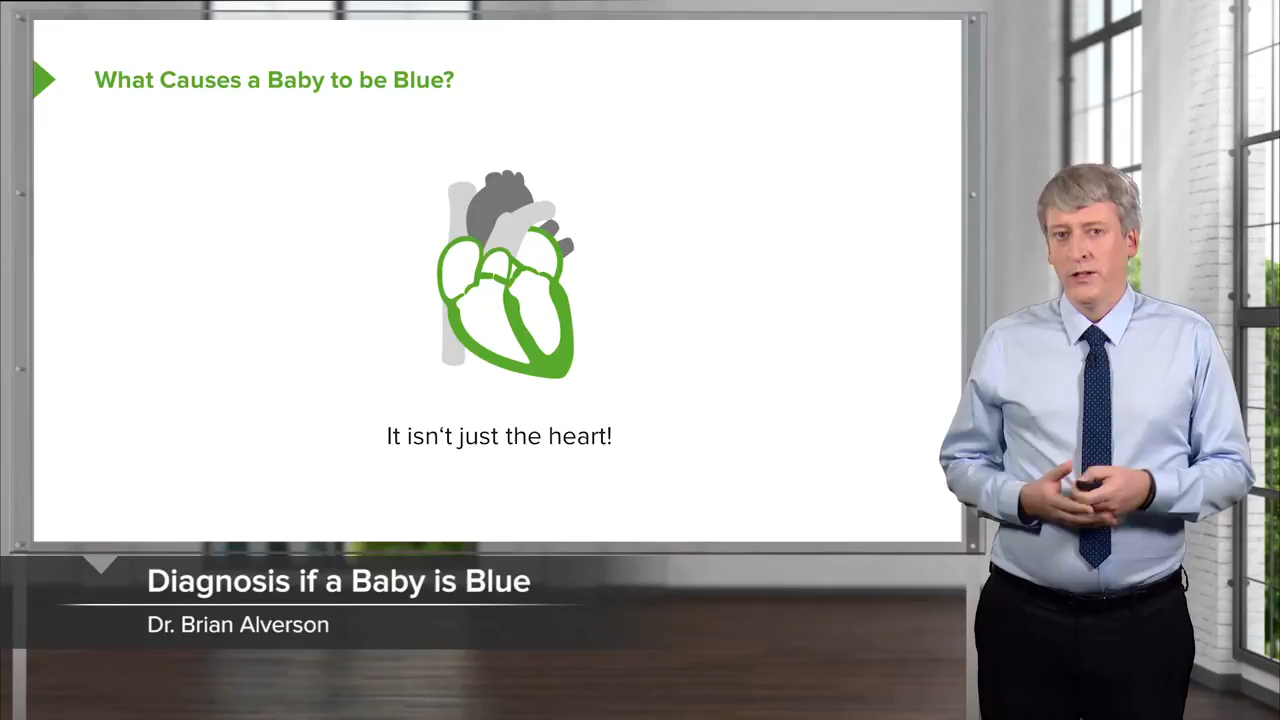 What Causes a Baby to be Blue?
It isn‘t just the heart!
Diagnosis if a Baby is Blue
Dr. Brian Alverson